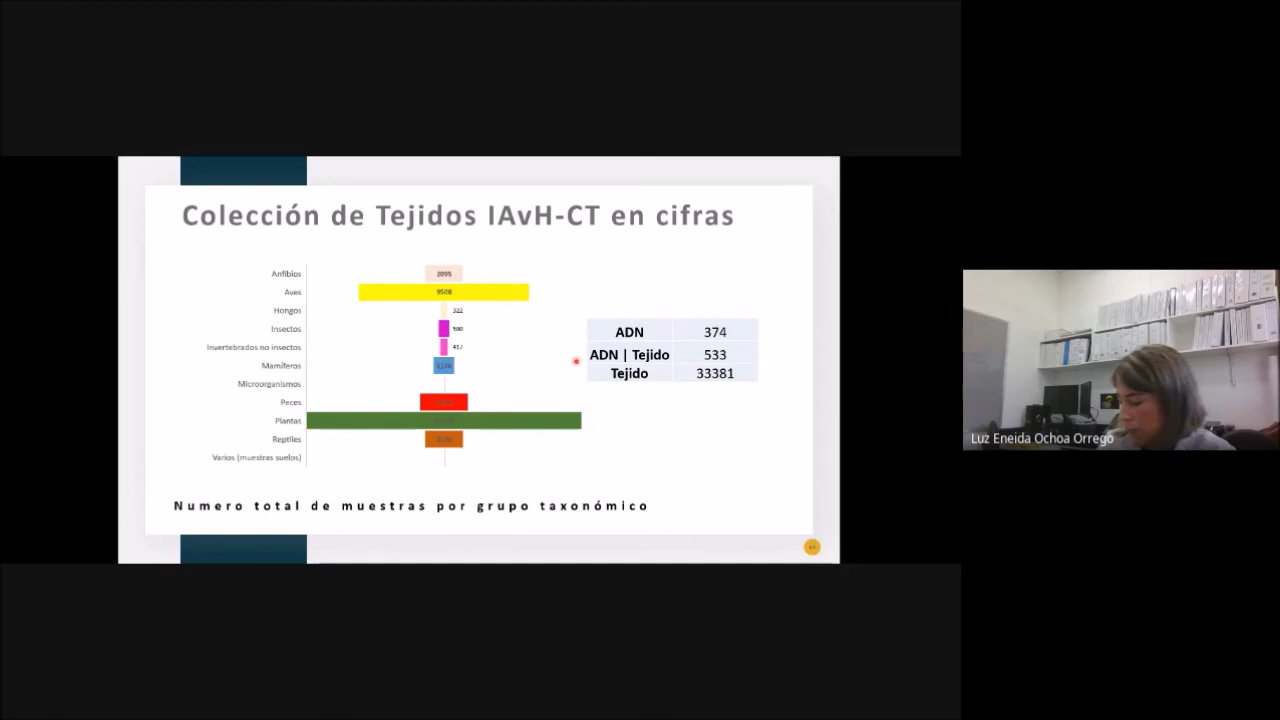 Colección de Tejidos IAvH-CT en cifras
Anfibios 2095
Aves 9508
Hongos 322
Insectos 580
Invertebrados no insectos 417
Mamíferos
Microorganismos
Peces
Plantas
Reptiles
Varios (muestras suelos)
ADN 374
ADN | Tejido 533
Tejido 33381
Numero total de muestras por grupo taxonómico
Luz Eneida Ochoa Orrego